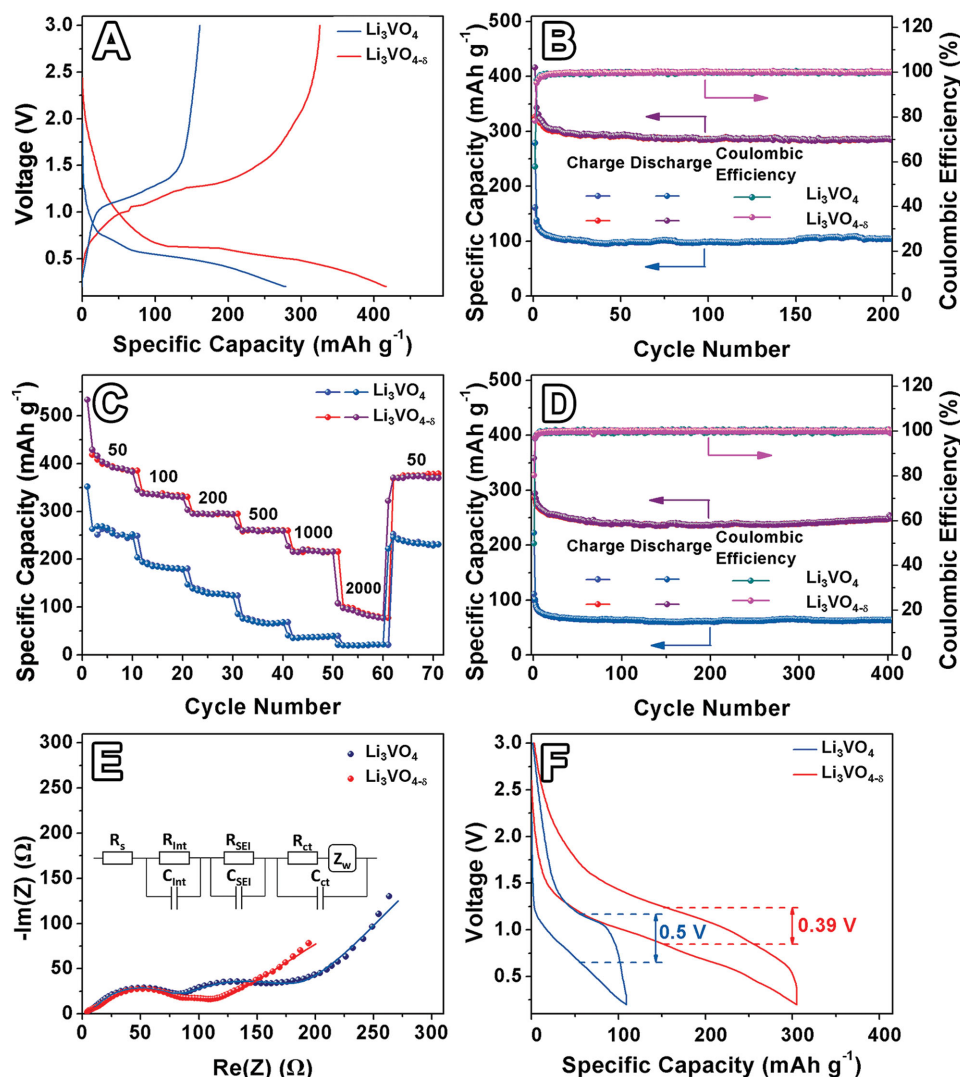 A
Li₃VO₄
Li₃VO₄₋δ
3.0
2.5
2.0
1.5
1.0
0.5
Voltage (V)
0 100 200 300 400
Specific Capacity (mAh g⁻¹)
B
500
400
300
200
100
0
Specific Capacity (mAh g⁻¹)
120
100
80
60
40
20
0
Coulombic Efficiency (%)
Charge Discharge Coulombic
Efficiency
Li₃VO₄
Li₃VO₄₋δ
0 50 100 150 200
Cycle Number
C
Li₃VO₄
Li₃VO₄₋δ
500
400
300
200
100
0
Specific Capacity (mAh g⁻¹)
50
100
200
500
1000
2000
50
0 10 20 30 40 50 60 70
Cycle Number
D
500
400
300
200
100
0
Specific Capacity (mAh g⁻¹)
120
100
80
60
40
20
0
Coulombic Efficiency (%)
Charge Discharge Coulombic
Efficiency
Li₃VO₄
Li₃VO₄₋δ
0 100 200 300 400
Cycle Number
E
Li₃VO₄
Li₃VO₄₋δ
300
250
200
150
100
50
0
-Im(Z) (Ω)
Rs RInt RSEI Rct
Zw
CInt CSEI Cct
0 50 100 150 200 250 300
Re(Z) (Ω)
F
Li₃VO₄
Li₃VO₄₋δ
3.0
2.5
2.0
1.5
1.0
0.5
Voltage (V)
0.5 V
0.39 V
0 100 200 300 400
Specific Capacity (mAh g⁻¹)